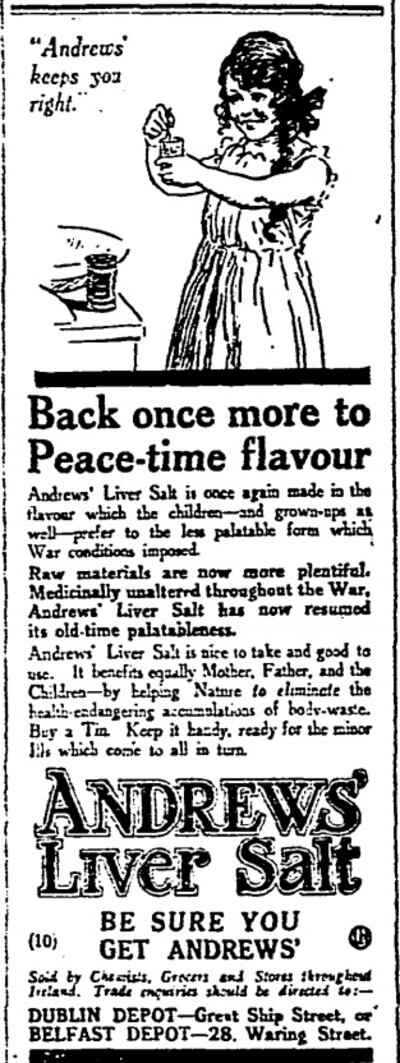 "Andrews'
keeps you
right."
Back once more to
Peace-time flavour
Andrews' Liver Salt is once again made in the
flavour which the children—and grown-ups as
well—prefer to the less palatable form which
War conditions imposed.
Raw materials are now more plentiful.
Medicinally unaltered throughout the War,
Andrews' Liver Salt has now resumed
its old-time palatableness.
Andrews' Liver Salt is nice to take and good to
use. It benefits equally Mother, Father, and the
Children—by helping Nature to eliminate the
health-endangering accumulations of body-waste.
Buy a Tin. Keep it handy, ready for the minor
ills which come to all in turn.
ANDREWS'
Liver Salt
BE SURE YOU
(10) GET ANDREWS'
Sold by Chemists, Grocers and Stores throughout
Ireland. Trade enquiries should be directed to:—
DUBLIN DEPOT—Great Ship Street, or
BELFAST DEPOT—28, Waring Street.